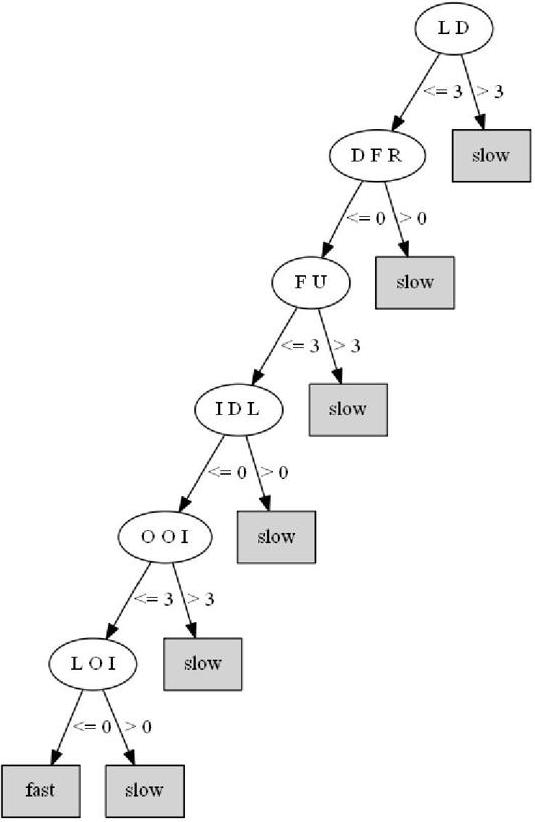 L D
<= 3 > 3
D F R slow
<= 0 > 0
F U slow
<= 3 > 3
I D L slow
<= 0 > 0
O O I slow
<= 3 > 3
L O I slow
<= 0 > 0
fast slow